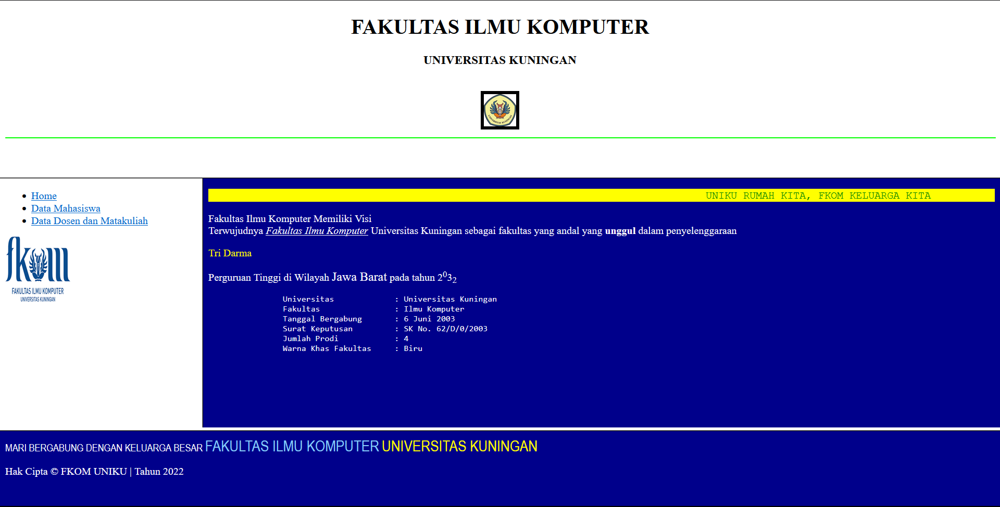 FAKULTAS ILMU KOMPUTER
UNIVERSITAS KUNINGAN
UNIVERSITAS KUNINGAN
Home
Data Mahasiswa
Data Dosen dan Matakuliah
fkom
FAKULTAS ILMU KOMPUTER
UNIVERSITAS KUNINGAN
UNIKU RUMAH KITA, FKOM KELUARGA KITA
Fakultas Ilmu Komputer Memiliki Visi
Terwujudnya Fakultas Ilmu Komputer Universitas Kuningan sebagai fakultas yang andal yang unggul dalam penyelenggaraan
Tri Darma
Perguruan Tinggi di Wilayah Jawa Barat pada tahun 2⁰3₂
Universitas : Universitas Kuningan
Fakultas : Ilmu Komputer
Tanggal Bergabung : 6 Juni 2003
Surat Keputusan : SK No. 62/D/0/2003
Jumlah Prodi : 4
Warna Khas Fakultas : Biru
MARI BERGABUNG DENGAN KELUARGA BESAR FAKULTAS ILMU KOMPUTER UNIVERSITAS KUNINGAN
Hak Cipta © FKOM UNIKU | Tahun 2022